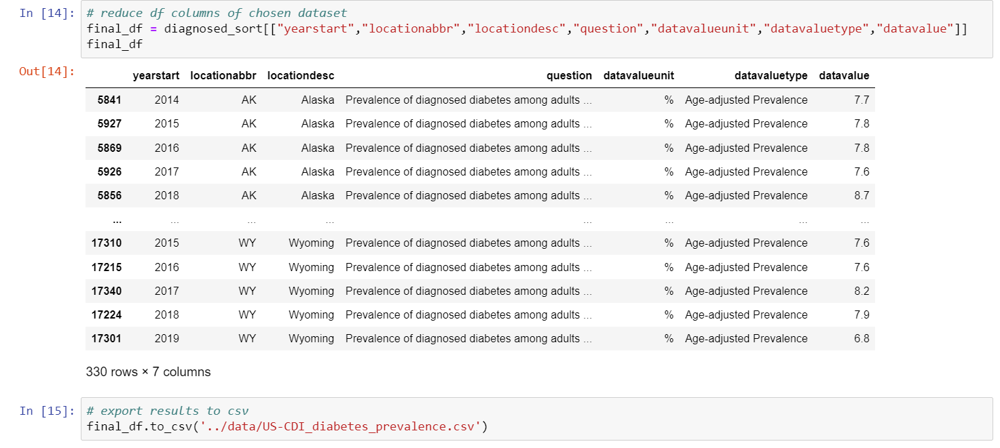 In [14]: # reduce df columns of chosen dataset
final_df = diagnosed_sort[["yearstart","locationabbr","locationdesc","question","datavalueunit","datavaluetype","datavalue"]]
final_df
Out[14]:
yearstart locationabbr locationdesc question datavalueunit datavaluetype datavalue
5841 2014 AK Alaska Prevalence of diagnosed diabetes among adults ... % Age-adjusted Prevalence 7.7
5927 2015 AK Alaska Prevalence of diagnosed diabetes among adults ... % Age-adjusted Prevalence 7.8
5869 2016 AK Alaska Prevalence of diagnosed diabetes among adults ... % Age-adjusted Prevalence 7.8
5926 2017 AK Alaska Prevalence of diagnosed diabetes among adults ... % Age-adjusted Prevalence 7.6
5856 2018 AK Alaska Prevalence of diagnosed diabetes among adults ... % Age-adjusted Prevalence 8.7
... ... ... ... ... ... ... ...
17310 2015 WY Wyoming Prevalence of diagnosed diabetes among adults ... % Age-adjusted Prevalence 7.6
17215 2016 WY Wyoming Prevalence of diagnosed diabetes among adults ... % Age-adjusted Prevalence 7.6
17340 2017 WY Wyoming Prevalence of diagnosed diabetes among adults ... % Age-adjusted Prevalence 8.2
17224 2018 WY Wyoming Prevalence of diagnosed diabetes among adults ... % Age-adjusted Prevalence 7.9
17301 2019 WY Wyoming Prevalence of diagnosed diabetes among adults ... % Age-adjusted Prevalence 6.8
330 rows × 7 columns
In [15]: # export results to csv
final_df.to_csv('../data/US-CDI_diabetes_prevalence.csv')